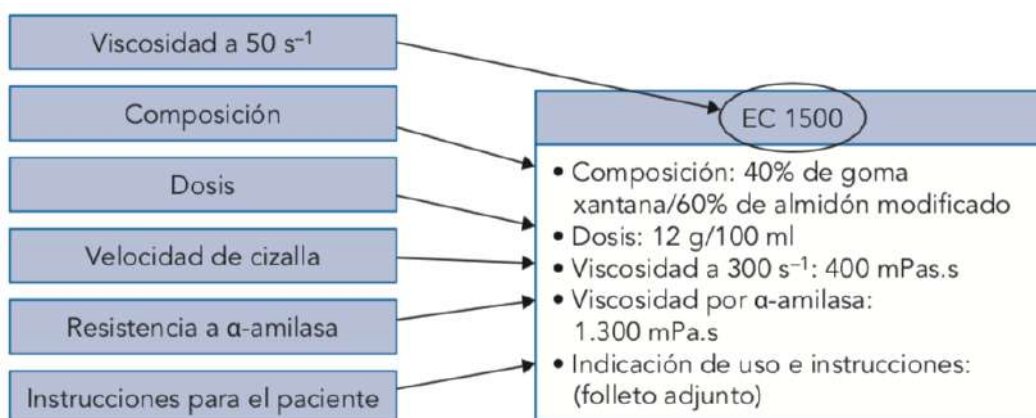 Viscosidad a 50 s⁻¹
Composición
Dosis
Velocidad de cizalla
Resistencia a α-amilasa
Instrucciones para el paciente
EC 1500
• Composición: 40% de goma
xantana/60% de almidón modificado
• Dosis: 12 g/100 ml
• Viscosidad a 300 s⁻¹: 400 mPas.s
• Viscosidad por α-amilasa:
1.300 mPa.s
• Indicación de uso e instrucciones:
(folleto adjunto)